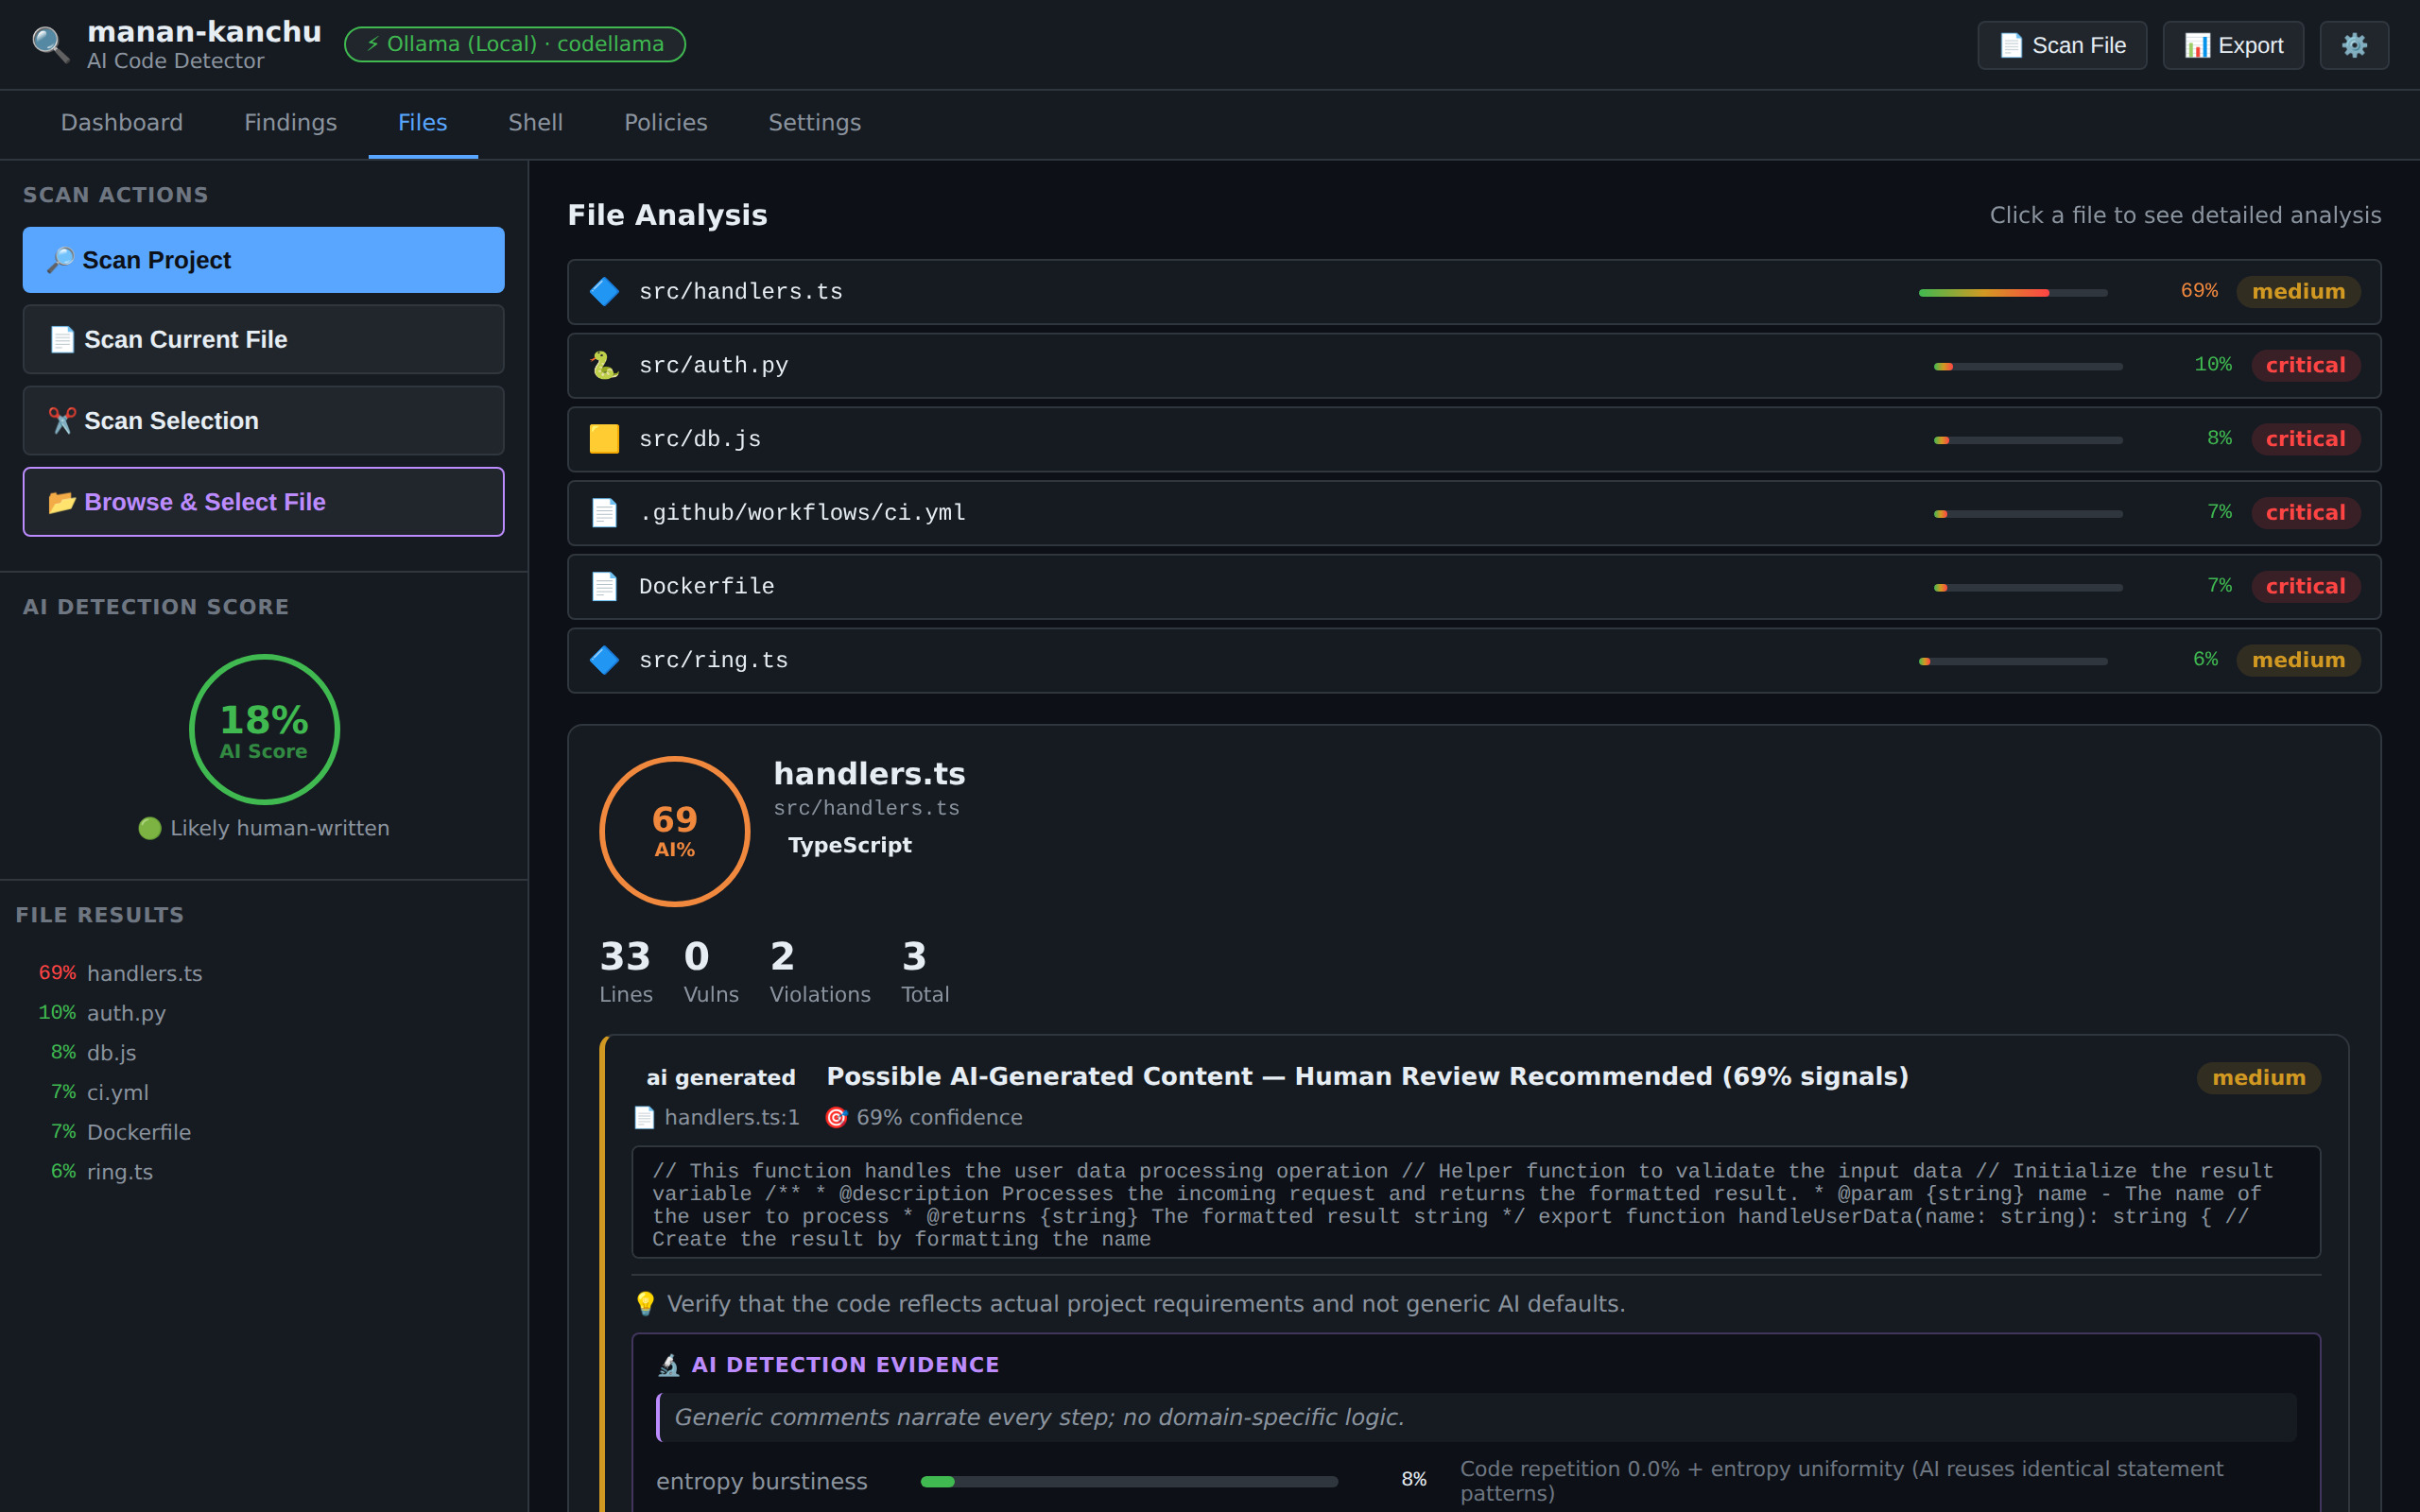 manan-kanchu
AI Code Detector
⚡ Ollama (Local) · codellama
Scan File
Export
Dashboard
Findings
Files
Shell
Policies
Settings
SCAN ACTIONS
Scan Project
Scan Current File
Scan Selection
Browse & Select File
AI DETECTION SCORE
18%
AI Score
Likely human-written
FILE RESULTS
69% handlers.ts
10% auth.py
8% db.js
7% ci.yml
7% Dockerfile
6% ring.ts
File Analysis
Click a file to see detailed analysis
src/handlers.ts 69% medium
src/auth.py 10% critical
src/db.js 8% critical
.github/workflows/ci.yml 7% critical
Dockerfile 7% critical
src/ring.ts 6% medium
69
AI%
handlers.ts
src/handlers.ts
TypeScript
33 0 2 3
Lines Vulns Violations Total
ai generated Possible AI-Generated Content — Human Review Recommended (69% signals) medium
handlers.ts:1 69% confidence
// This function handles the user data processing operation // Helper function to validate the input data // Initialize the result
variable /** * @description Processes the incoming request and returns the formatted result. * @param {string} name - The name of
the user to process * @returns {string} The formatted result string */ export function handleUserData(name: string): string { //
Create the result by formatting the name
Verify that the code reflects actual project requirements and not generic AI defaults.
AI DETECTION EVIDENCE
Generic comments narrate every step; no domain-specific logic.
entropy burstiness 8% Code repetition 0.0% + entropy uniformity (AI reuses identical statement
patterns)